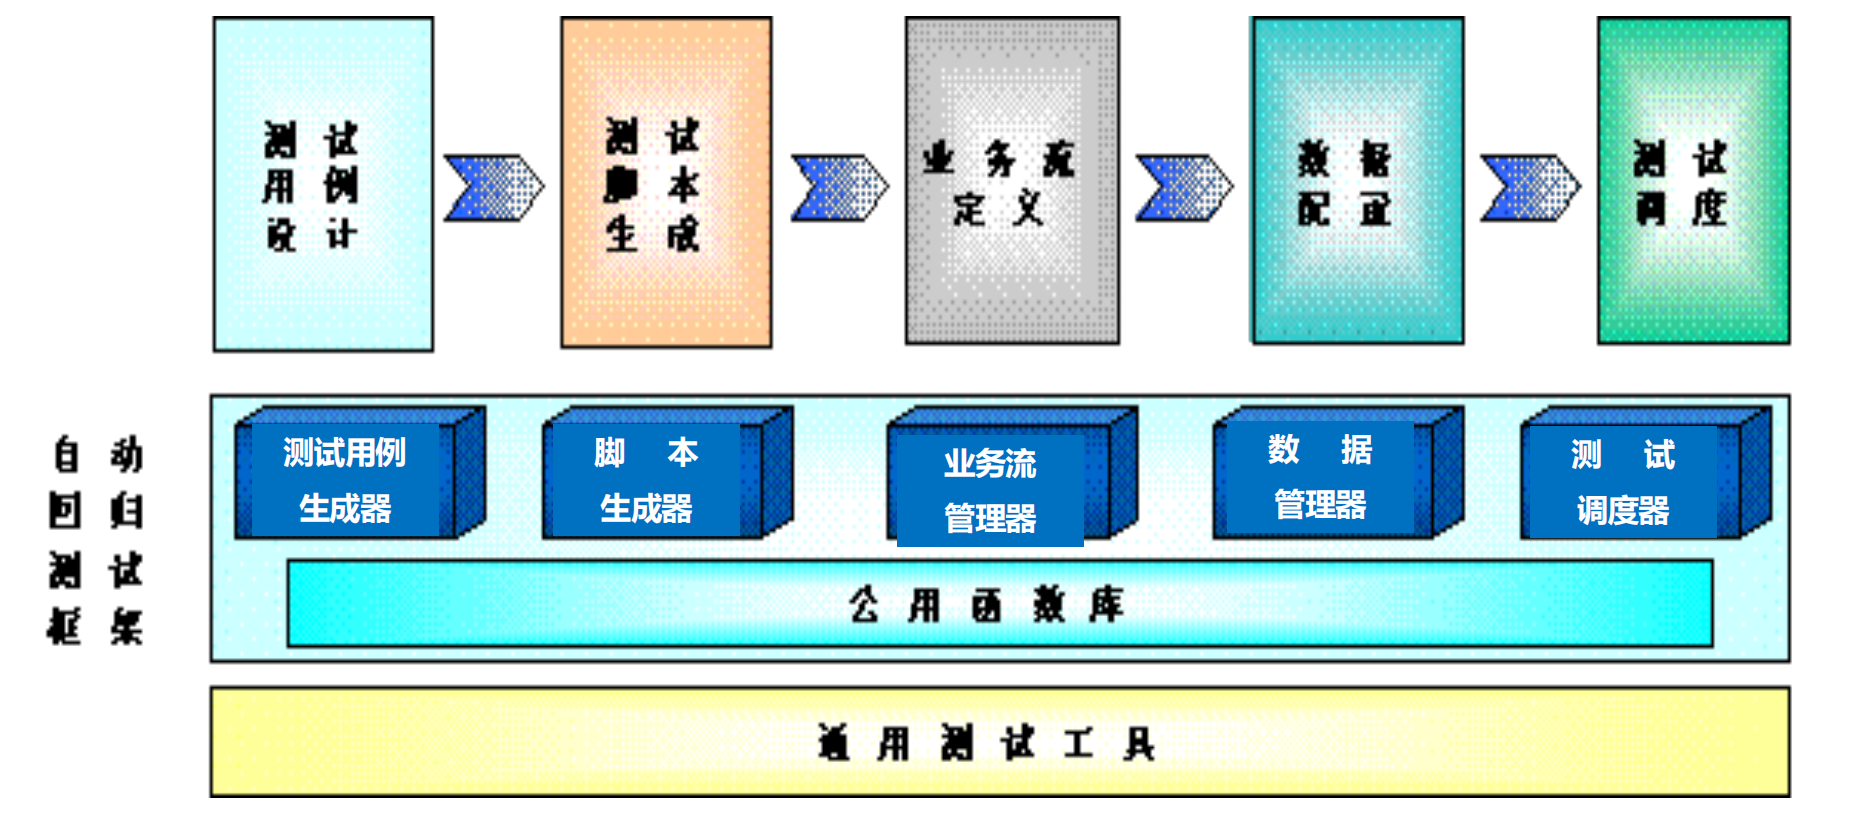 测 试
用 例
设 计
测 试
脚 本
生 成
业 务 流
定 义
数 据
配 置
测 试
调 度
自 动
回 归
测 试
框 架
测试用例
生成器
脚 本
生成器
业务流
管理器
数 据
管理器
测 试
调度器
公 用 函 数 库
通 用 测 试 工 具